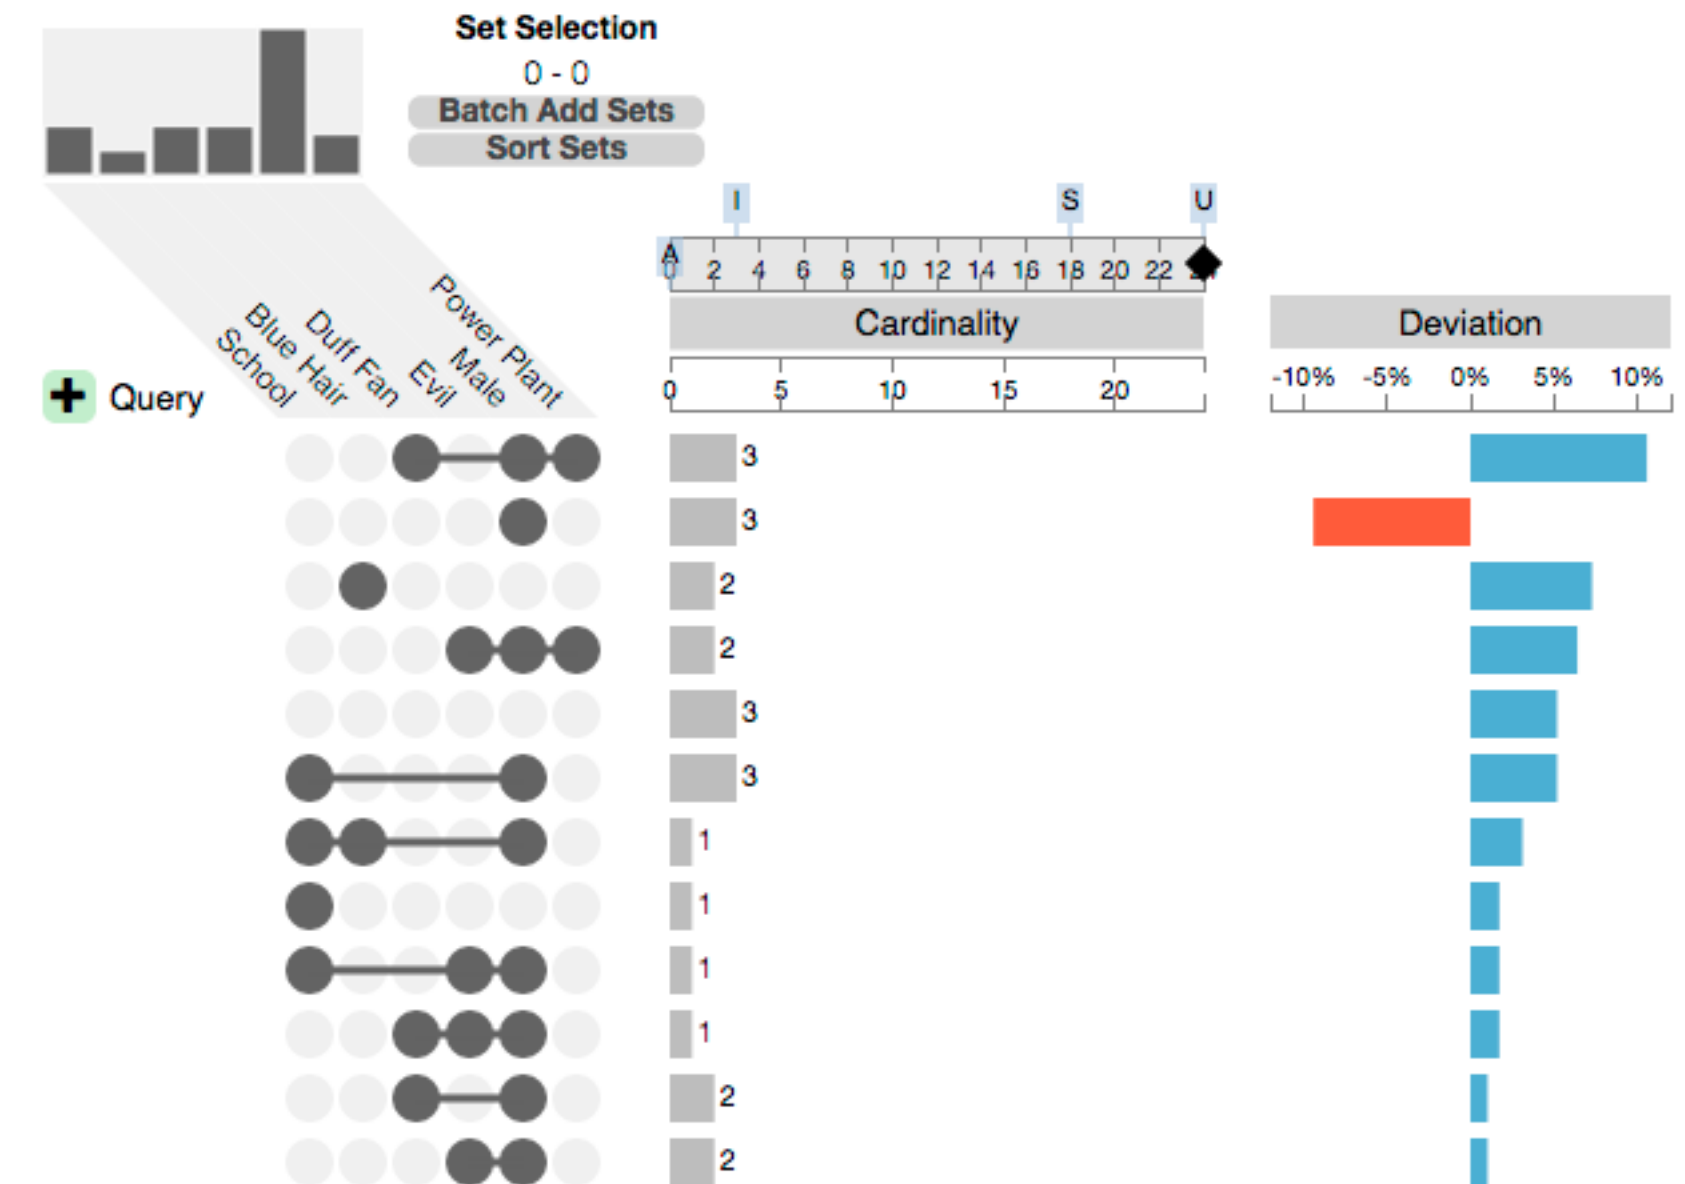 Set Selection
0 - 0
Batch Add Sets
Sort Sets
I S U
A
0 2 4 6 8 10 12 14 16 18 20 22
Cardinality
Deviation
0 5 10 15 20
-10% -5% 0% 5% 10%
Query
School
Blue Hair
Duff Fan
Evil
Male
Power Plant
3
3
2
2
3
3
1
1
1
1
2
2